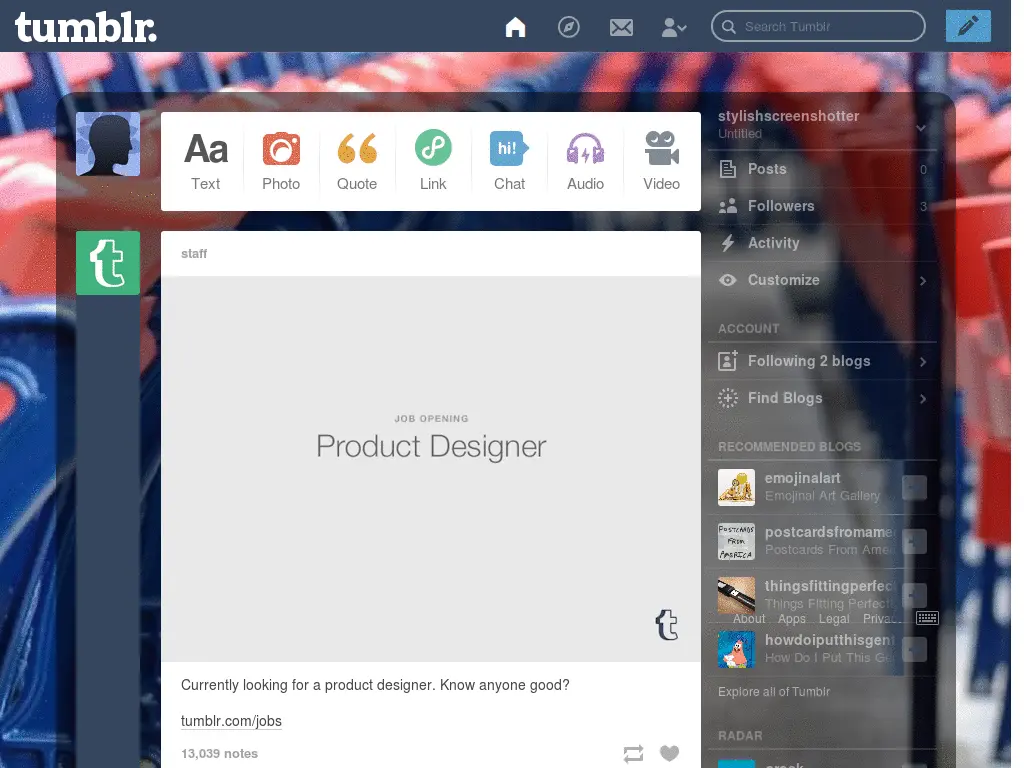 tumblr.
Search Tumblr
Aa
Text
Photo
Quote
Link
hi!
Chat
Audio
Video
staff
JOB OPENING
Product Designer
Currently looking for a product designer. Know anyone good?
tumblr.com/jobs
13,039 notes
stylishscreenshotter
Untitled
Posts 0
Followers 3
Activity
Customize
ACCOUNT
Following 2 blogs
Find Blogs
RECOMMENDED BLOGS
emojinalart
Emojinal Art Gallery
POSTCARDS
FROM
AMERICA
postcardsfromame
Postcards From Ame
thingsfittingperfec
Things Fitting Perfect
About Apps Legal Privac
howdoiputthisgent
How Do I Put This Ge
Explore all of Tumblr
RADAR